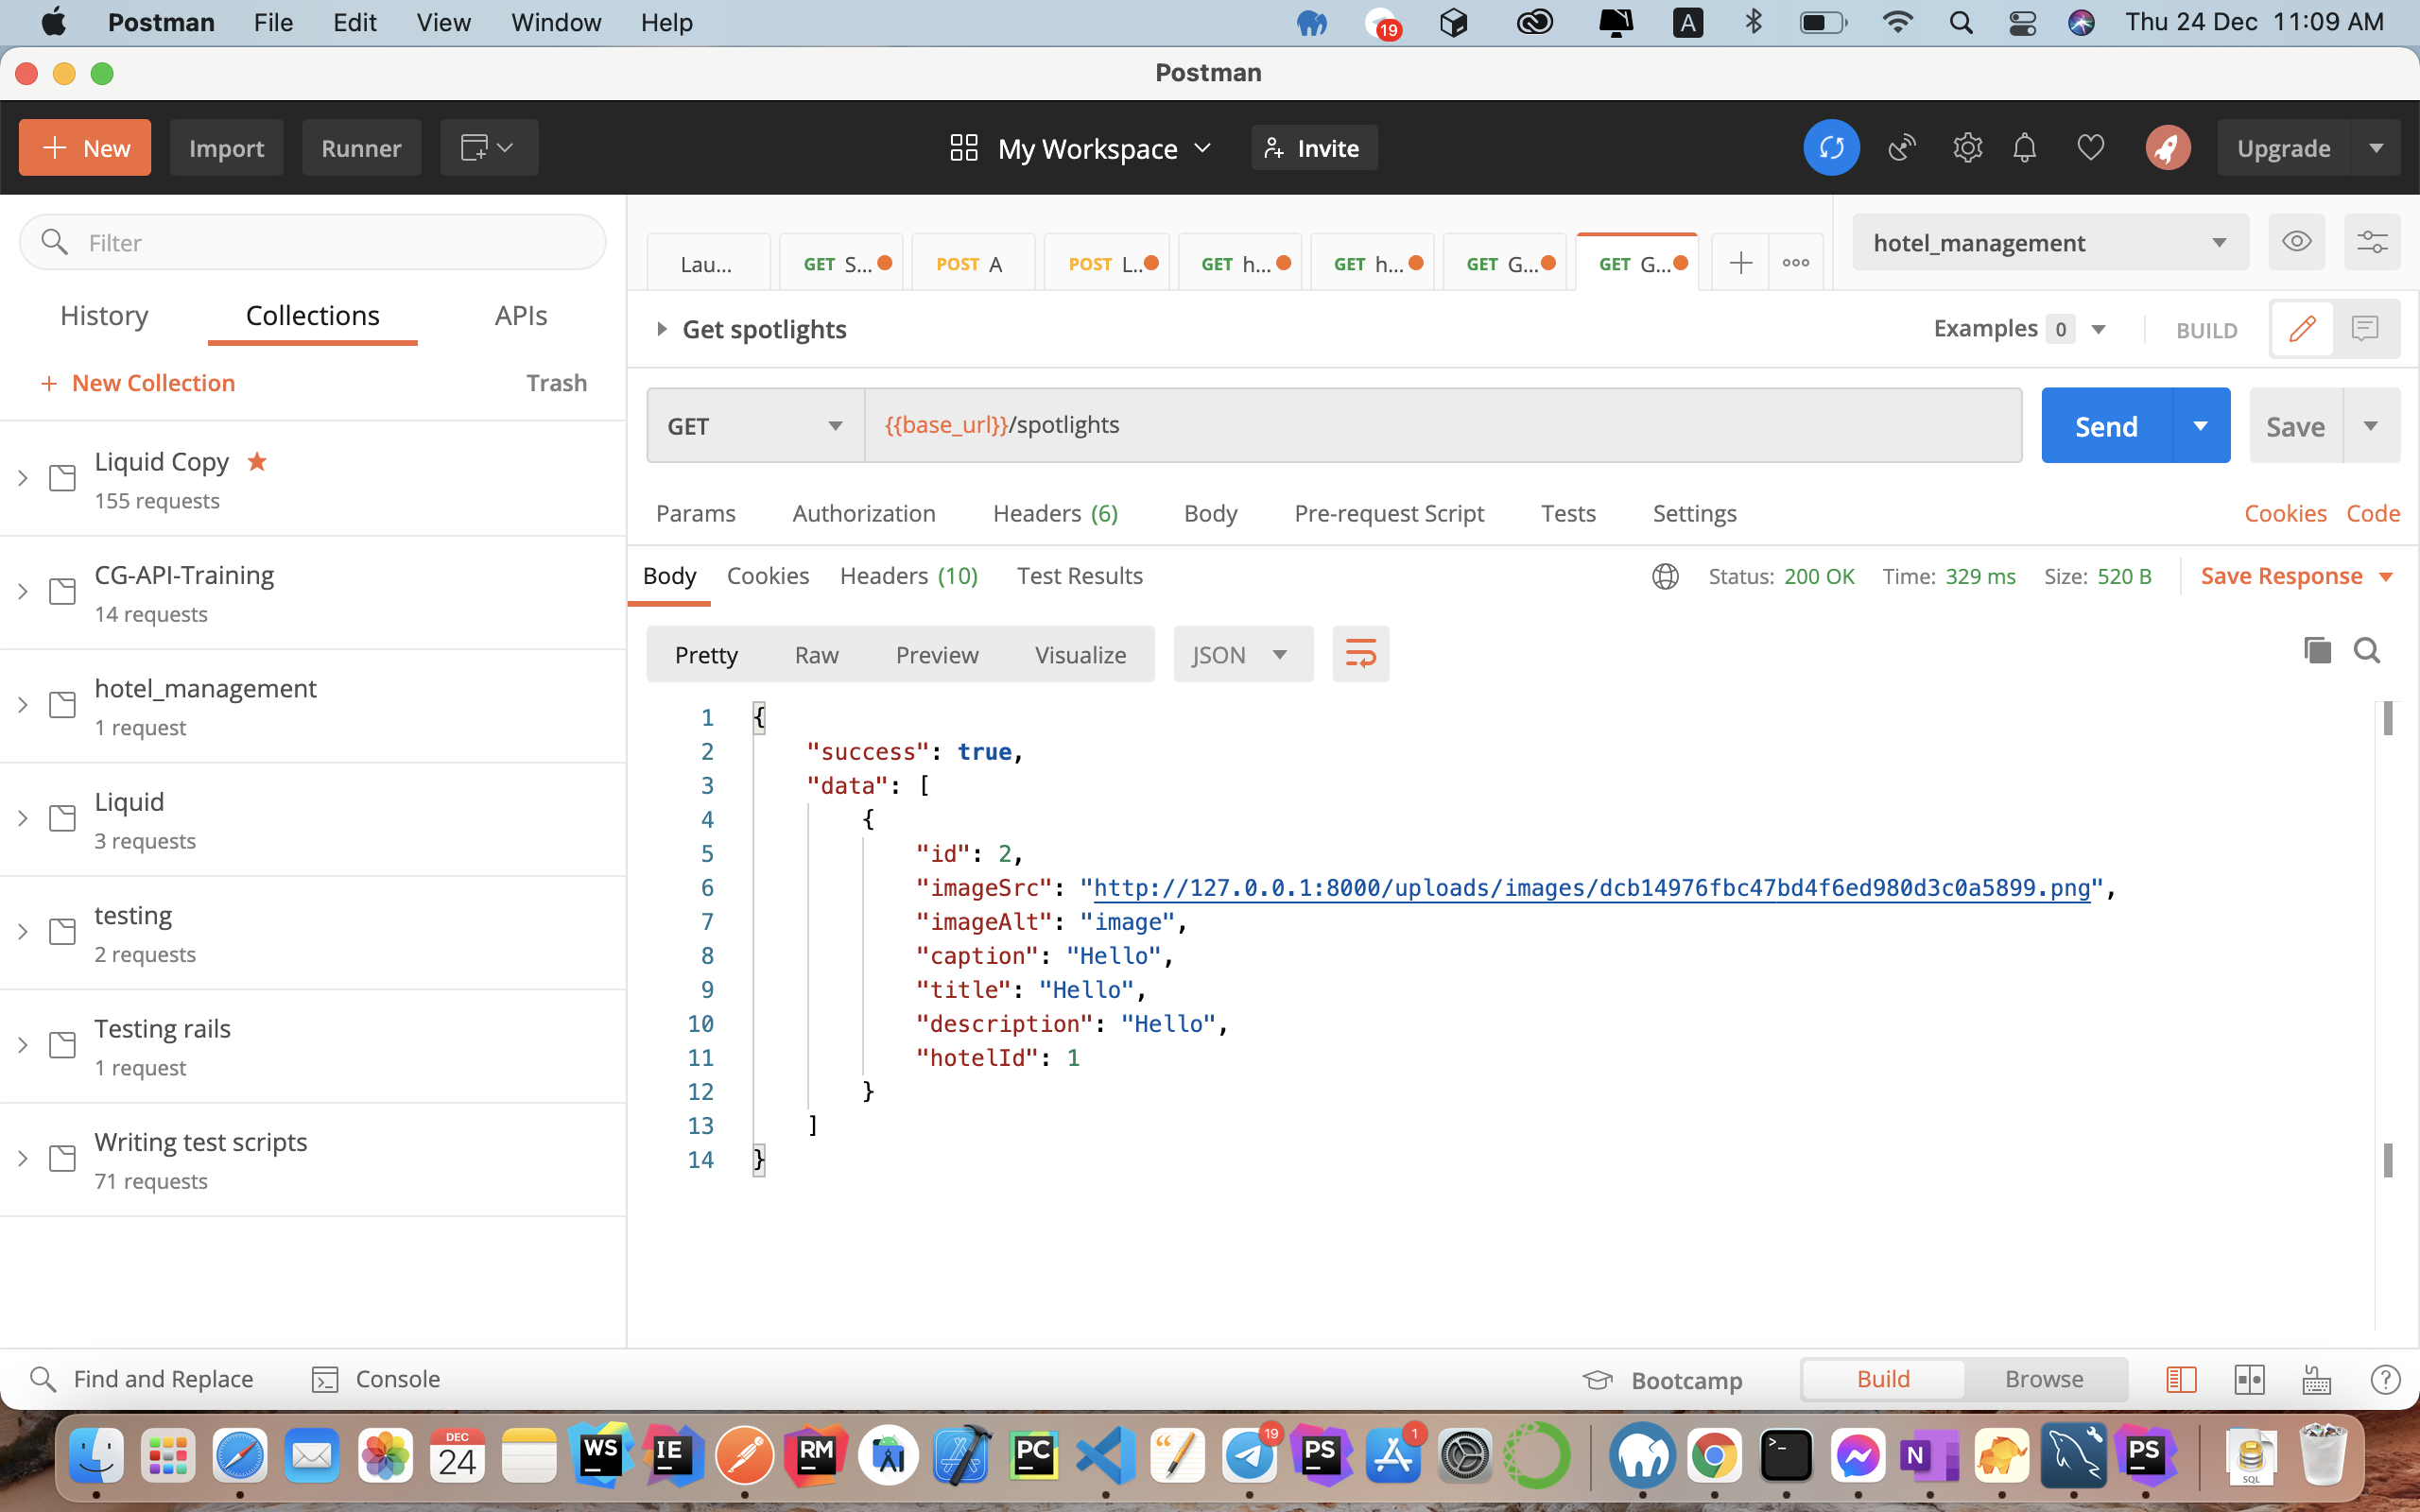 Postman File Edit View Window Help 19 A Thu 24 Dec 11:09 AM
Postman
New Import Runner My Workspace Invite Upgrade
Filter
Lau... GET S... POST A POST L.. GET h... GET h... GET G... GET G... hotel_management
History Collections APIs
Get spotlights Examples 0 BUILD
+ New Collection Trash
GET {{base_url}}/spotlights Send Save
Liquid Copy
155 requests
Params Authorization Headers (6) Body Pre-request Script Tests Settings Cookies Code
CG-API-Training
14 requests
Body Cookies Headers (10) Test Results Status: 200 OK Time: 329 ms Size: 520 B Save Response
Pretty Raw Preview Visualize JSON
hotel_management
1 request
Liquid
3 requests
testing
2 requests
Testing rails
1 request
Writing test scripts
71 requests
1 {
2 "success": true,
3 "data": [
4 {
5 "id": 2,
6 "imageSrc": "http://127.0.0.1:8000/uploads/images/dcb14976fbc47bd4f6ed980d3c0a5899.png",
7 "imageAlt": "image",
8 "caption": "Hello",
9 "title": "Hello",
10 "description": "Hello",
11 "hotelId": 1
12 }
13 ]
14 }
Find and Replace Console Bootcamp Build Browse
DEC 24 WS IE RM PC 19 PS 1 N PS SQL